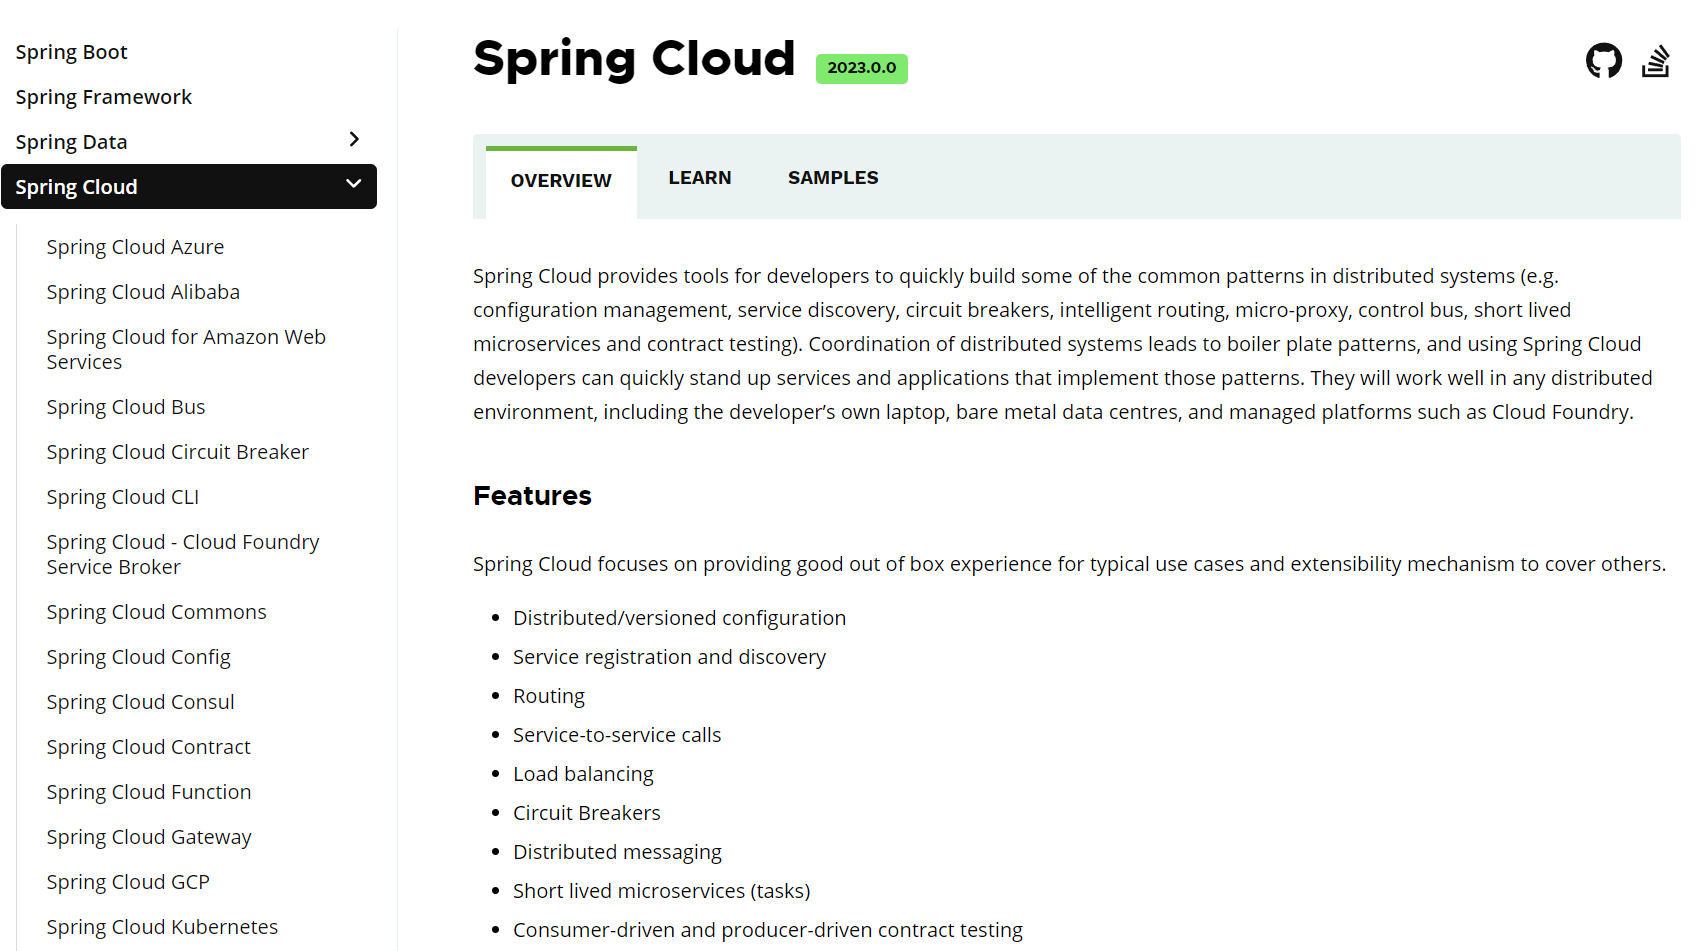 Spring Boot
Spring Framework
Spring Data
Spring Cloud
Spring Cloud Azure
Spring Cloud Alibaba
Spring Cloud for Amazon Web
Services
Spring Cloud Bus
Spring Cloud Circuit Breaker
Spring Cloud CLI
Spring Cloud - Cloud Foundry
Service Broker
Spring Cloud Commons
Spring Cloud Config
Spring Cloud Consul
Spring Cloud Contract
Spring Cloud Function
Spring Cloud Gateway
Spring Cloud GCP
Spring Cloud Kubernetes
Spring Cloud 2023.0.0
OVERVIEW LEARN SAMPLES
Spring Cloud provides tools for developers to quickly build some of the common patterns in distributed systems (e.g.
configuration management, service discovery, circuit breakers, intelligent routing, micro-proxy, control bus, short lived
microservices and contract testing). Coordination of distributed systems leads to boiler plate patterns, and using Spring Cloud
developers can quickly stand up services and applications that implement those patterns. They will work well in any distributed
environment, including the developer’s own laptop, bare metal data centres, and managed platforms such as Cloud Foundry.
Features
Spring Cloud focuses on providing good out of box experience for typical use cases and extensibility mechanism to cover others.
• Distributed/versioned configuration
• Service registration and discovery
• Routing
• Service-to-service calls
• Load balancing
• Circuit Breakers
• Distributed messaging
• Short lived microservices (tasks)
• Consumer-driven and producer-driven contract testing